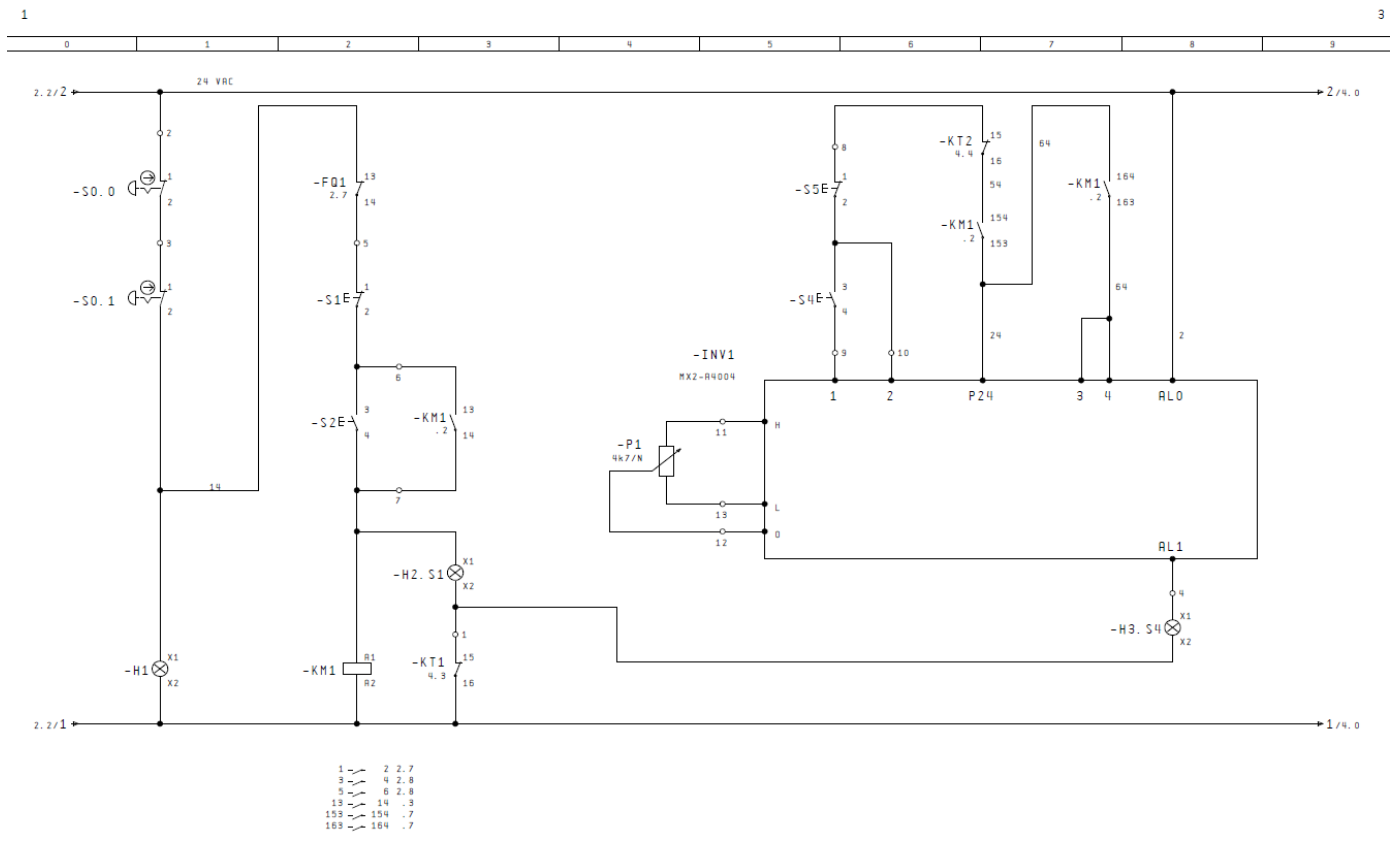 1 3
0 1 2 3 4 5 6 7 8 9
24 VAC
2.2/2 2/4.0
2
-S0.0 1
2
3
-S0.1 1
2
14
-H1 X1
X2
-FQ1 13
2.7 14
5
-S1 1
2
6
-S2 3
4
-KM1 13
.2 14
7
-H2.S1 X1
X2
1
-KM1 A1
A2
-KT1 15
4.3 16
8
-S5 1
2
-S4 3
4
9 10
-KT2 15
4.4 16
54
-KM1 154
.2 153
24
64
-KM1 164
.2 163
64
2
-INV1
MX2-A4004
1 2 P24 3 4 AL0
H
11
-P1
4k7/N
13 L
12 O
AL1
4
-H3.S4 X1
X2
2.2/1 1/4.0
1 2 2.7
3 4 2.8
5 6 2.8
13 14 .3
153 154 .7
163 164 .7